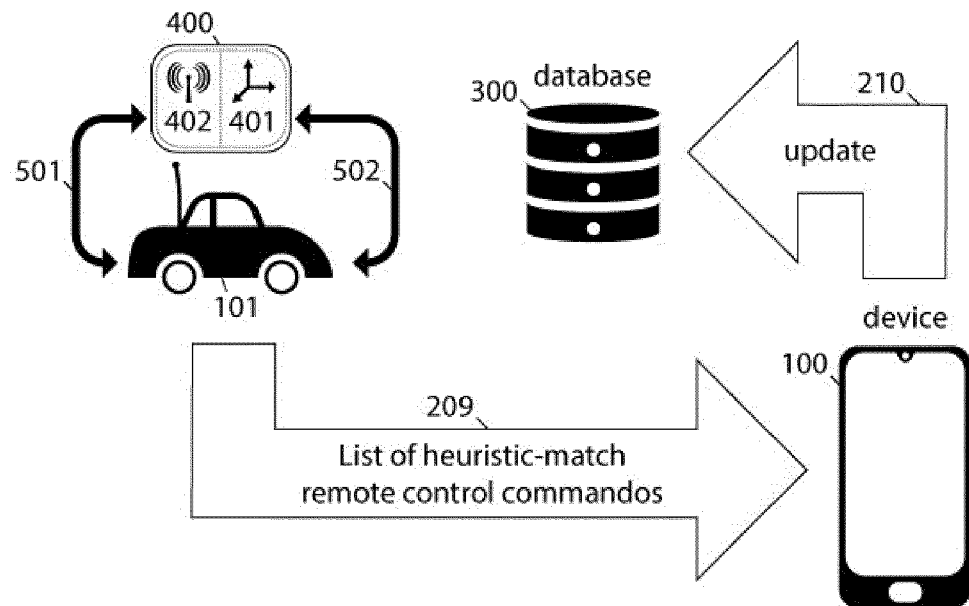 400
402
401
501
502
101
database
300
210
update
device
100
209
List of heuristic-match
remote control commandos